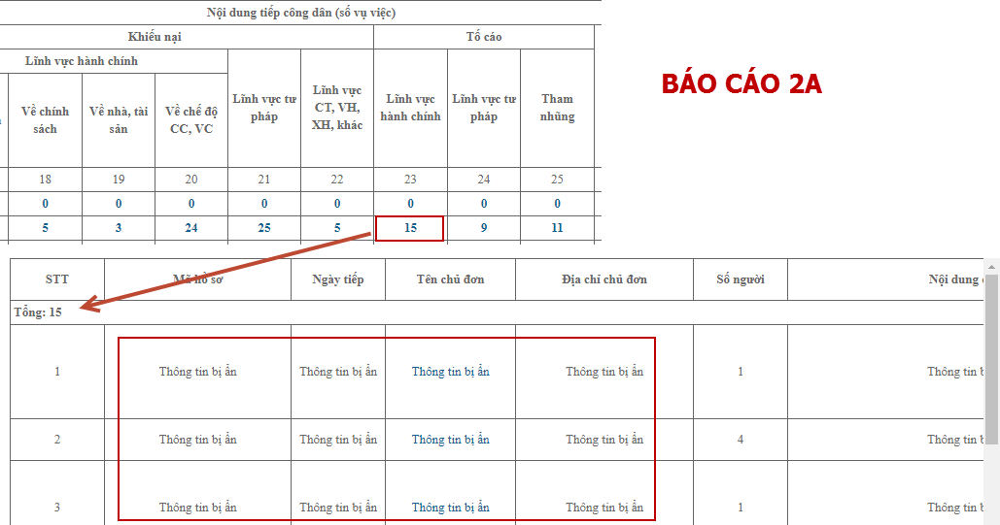 Nội dung tiếp công dân (số vụ việc)
Khiếu nại Tố cáo
Lĩnh vực hành chính
Về chính sách
Về nhà, tài sản
Về chế độ CC, VC
Lĩnh vực tư pháp
Lĩnh vực CT, VH, XH, khác
Lĩnh vực hành chính
Lĩnh vực tư pháp
Tham nhũng
18 19 20 21 22 23 24 25
0 0 0 0 0 0 0 0
5 3 24 25 5 15 9 11
BÁO CÁO 2A
STT Mã hồ sơ Ngày tiếp Tên chủ đơn Địa chỉ chủ đơn Số người Nội dung
Tổng: 15
1 Thông tin bị ẩn Thông tin bị ẩn Thông tin bị ẩn Thông tin bị ẩn 1 Thông tin
2 Thông tin bị ẩn Thông tin bị ẩn Thông tin bị ẩn Thông tin bị ẩn 4 Thông tin
3 Thông tin bị ẩn Thông tin bị ẩn Thông tin bị ẩn Thông tin bị ẩn 1 Thông tin